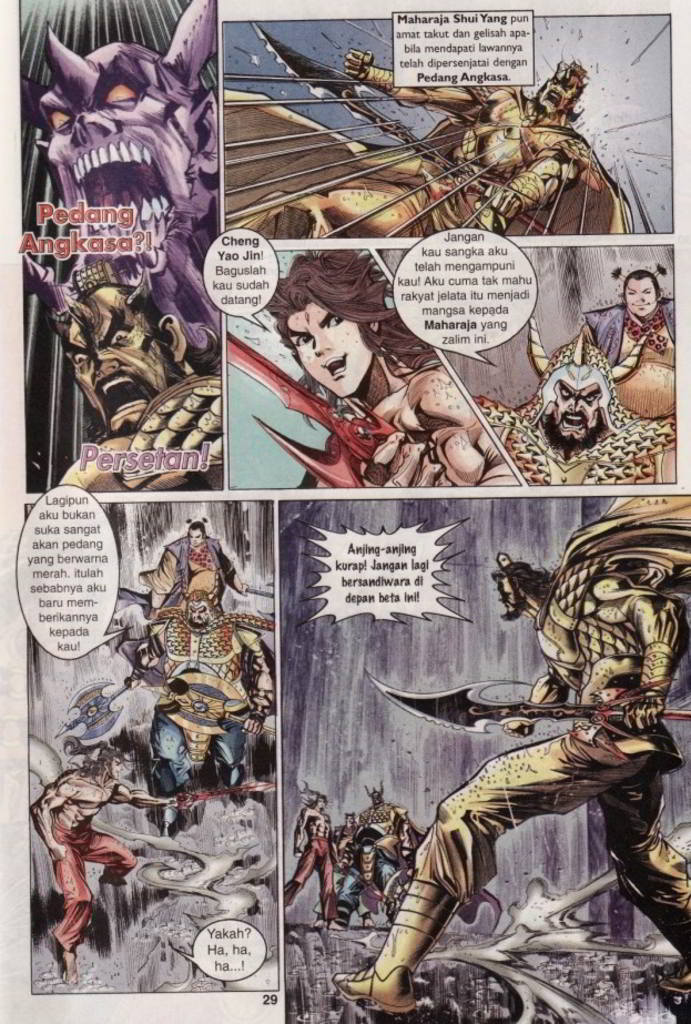 Pedang
Angkasa?!
Persetan!
Maharaja Shui Yang pun
amat takut dan gelisah apa-
bila mendapati lawannya
telah dipersenjatai dengan
Pedang Angkasa.
Cheng
Yao Jin!
Baguslah
kau sudah
datang!
Jangan
kau sangka aku
telah mengampuni
kau! Aku cuma tak mahu
rakyat jelata itu menjadi
mangsa kepada
Maharaja yang
zalim ini.
Lagipun
aku bukan
suka sangat
akan pedang
yang berwarna
merah. itulah
sebabnya aku
baru mem-
berikannya
kepada
kau!
Yakah?
Ha, ha,
ha...!
Anjing-anjing
kurap! Jangan lagi
bersandiwara di
depan beta ini!
29